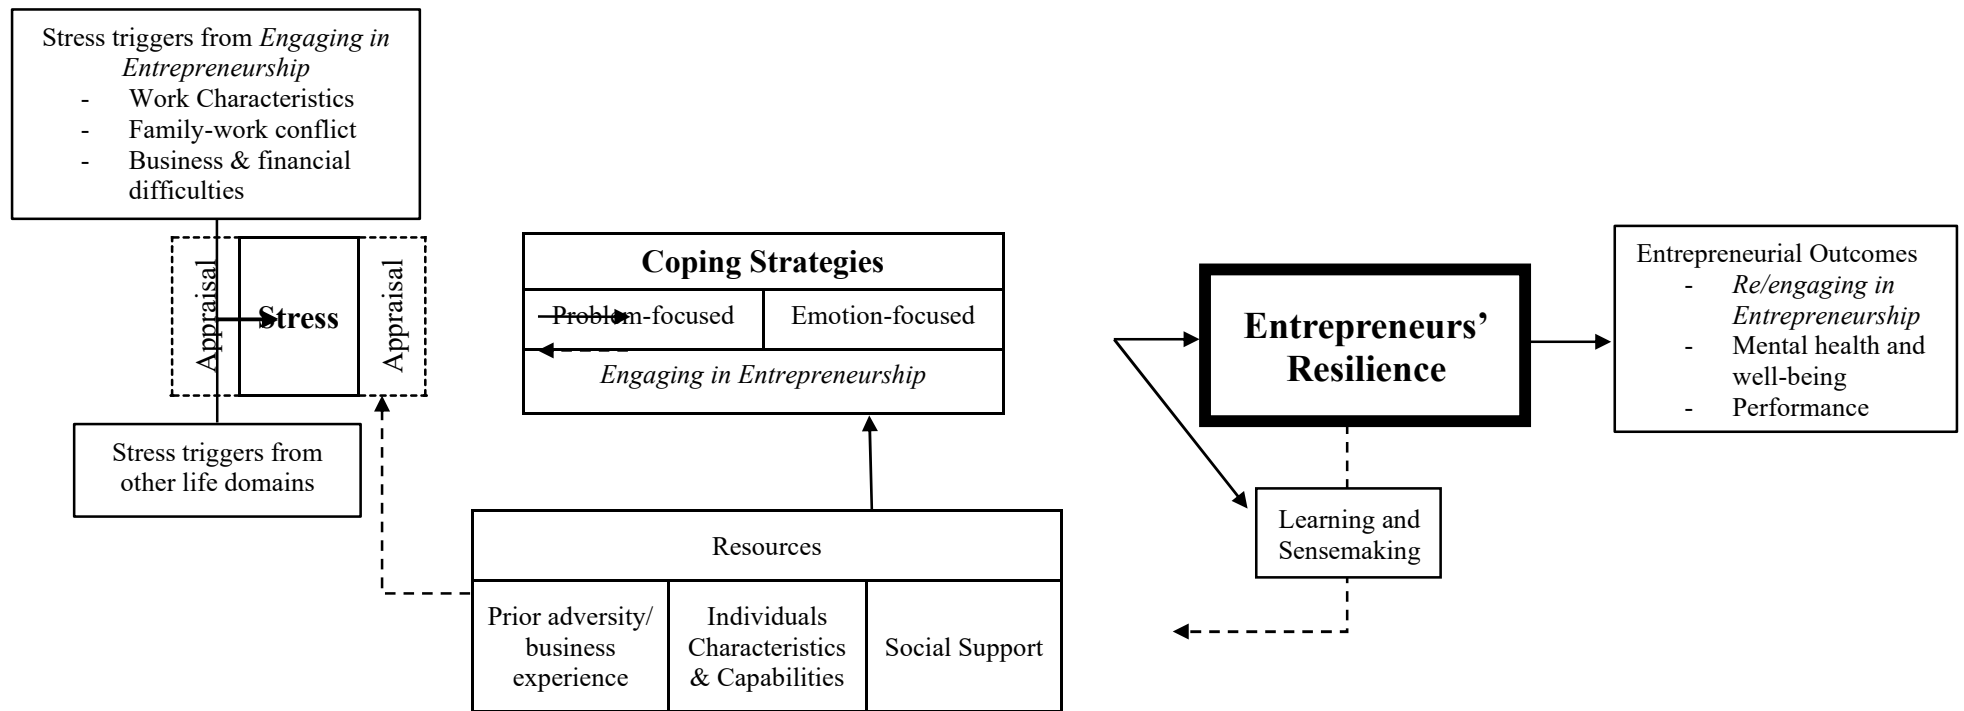 Stress triggers from Engaging in
Entrepreneurship
- Work Characteristics
- Family-work conflict
- Business & financial
difficulties
Appraisal
Stress
Appraisal
Stress triggers from
other life domains
Coping Strategies
Problem-focused
Emotion-focused
Engaging in Entrepreneurship
Resources
Prior adversity/
business
experience
Individuals
Characteristics
& Capabilities
Social Support
Entrepreneurs’
Resilience
Learning and
Sensemaking
Entrepreneurial Outcomes
- Re/engaging in
Entrepreneurship
- Mental health and
well-being
- Performance